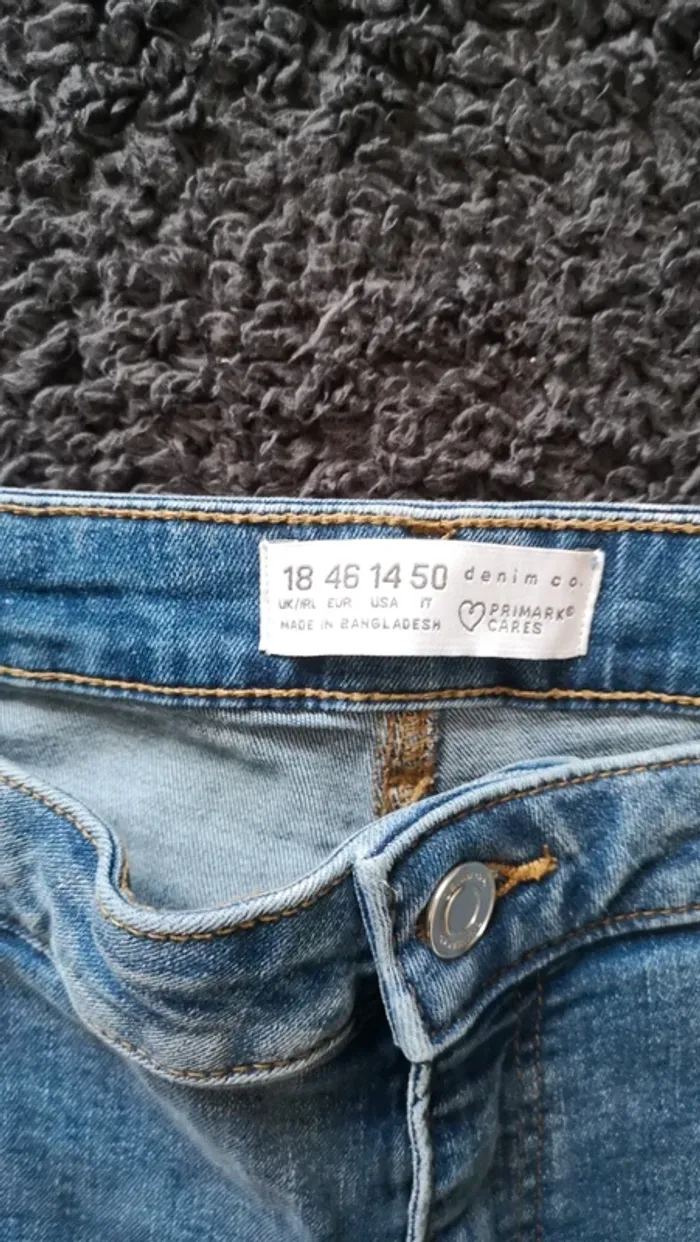 18 46 14 50 denim co.
UK/IRL EUR USA IT
PRIMARK®
CARES
MADE IN BANGLADESH